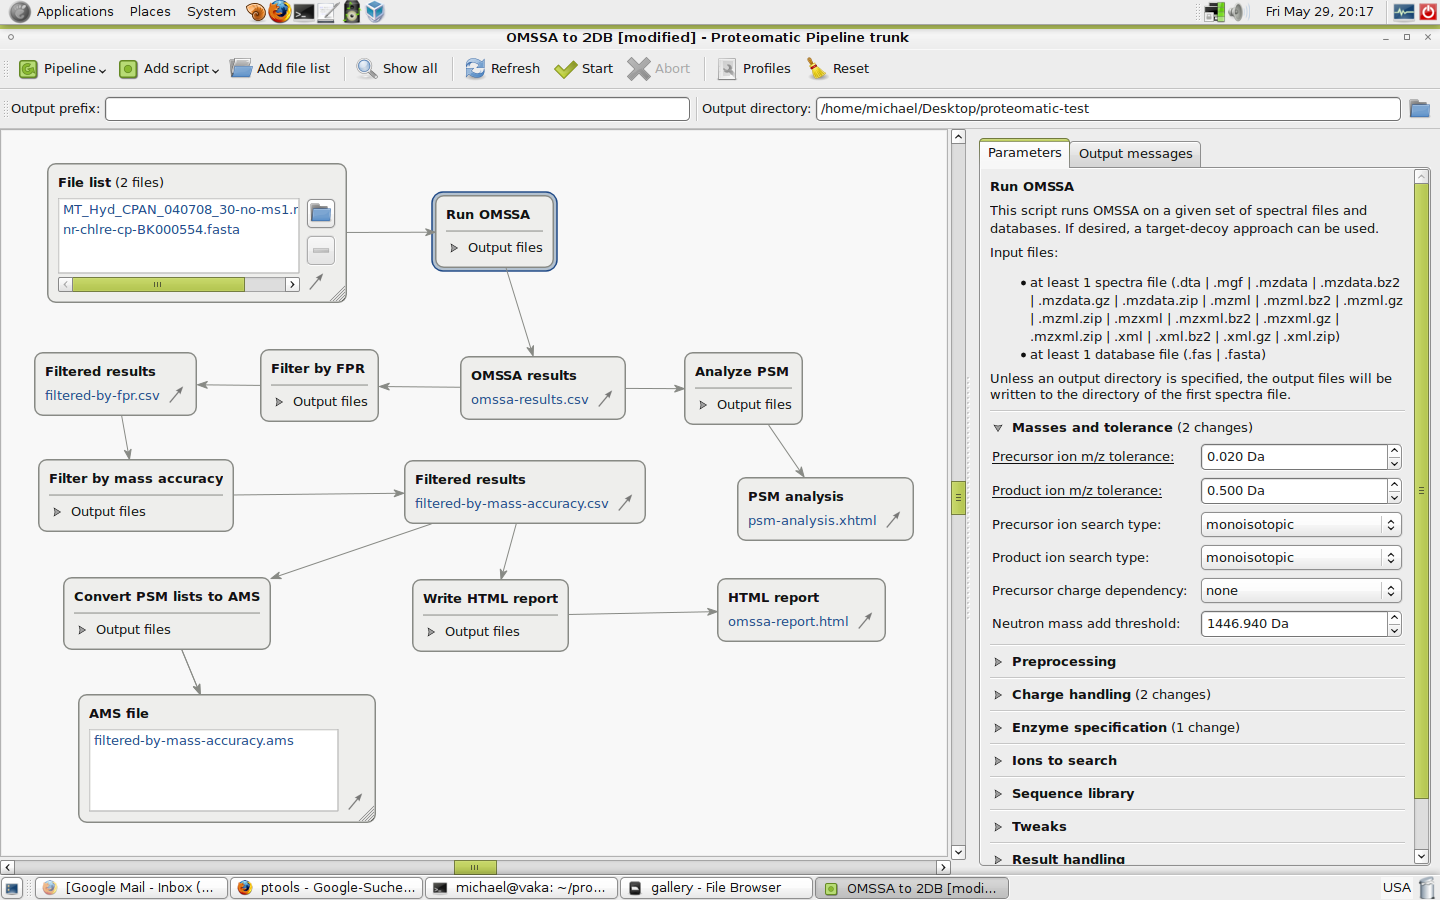 Applications Places System
Fri May 29, 20:17
OMSSA to 2DB [modified] - Proteomatic Pipeline trunk
Pipeline Add script Add file list Show all Refresh Start Abort Profiles Reset
Output prefix:
Output directory: /home/michael/Desktop/proteomatic-test
File list (2 files)
MT_Hyd_CPAN_040708_30-no-ms1.
nr-chlre-cp-BK000554.fasta
Run OMSSA
Output files
Filtered results
filtered-by-fpr.csv
Filter by FPR
Output files
OMSSA results
omssa-results.csv
Analyze PSM
Output files
Filter by mass accuracy
Output files
Filtered results
filtered-by-mass-accuracy.csv
PSM analysis
psm-analysis.xhtml
Convert PSM lists to AMS
Output files
Write HTML report
Output files
HTML report
omssa-report.html
AMS file
filtered-by-mass-accuracy.ams
Parameters Output messages
Run OMSSA
This script runs OMSSA on a given set of spectral files and
databases. If desired, a target-decoy approach can be used.
Input files:
• at least 1 spectra file (.dta | .mgf | .mzdata | .mzdata.bz2
| .mzdata.gz | .mzdata.zip | .mzml | .mzml.bz2 | .mzml.gz
| .mzml.zip | .mzxml | .mzxml.bz2 | .mzxml.gz |
.mzxml.zip | .xml | .xml.bz2 | .xml.gz | .xml.zip)
• at least 1 database file (.fas | .fasta)
Unless an output directory is specified, the output files will be
written to the directory of the first spectra file.
Masses and tolerance (2 changes)
Precursor ion m/z tolerance: 0.020 Da
Product ion m/z tolerance: 0.500 Da
Precursor ion search type: monoisotopic
Product ion search type: monoisotopic
Precursor charge dependency: none
Neutron mass add threshold: 1446.940 Da
Preprocessing
Charge handling (2 changes)
Enzyme specification (1 change)
Ions to search
Sequence library
Tweaks
Result handling
[Google Mail - Inbox (... ptools - Google-Suche... michael@vaka: ~/pro... gallery - File Browser OMSSA to 2DB [modi... USA